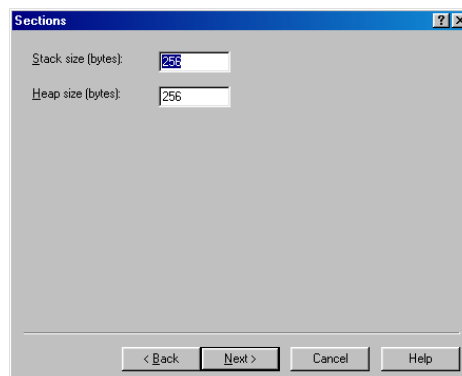 Sections
Stack size (bytes): 256
Heap size (bytes): 256
< Back Next > Cancel Help